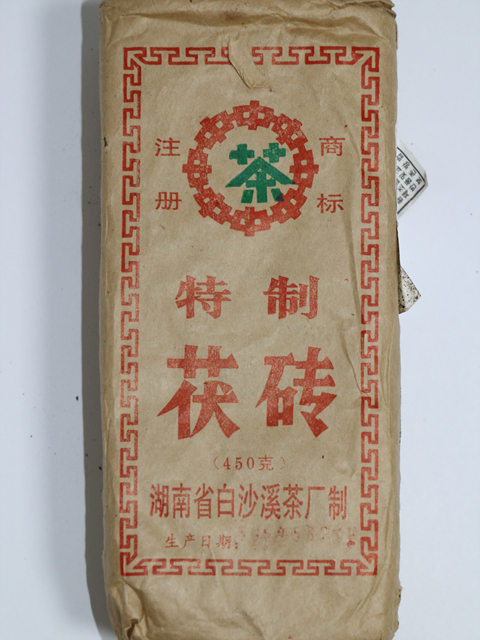 注 商
茶
册 标
特制
茯砖
(450克)
湖南省白沙溪茶厂制
生产日期: